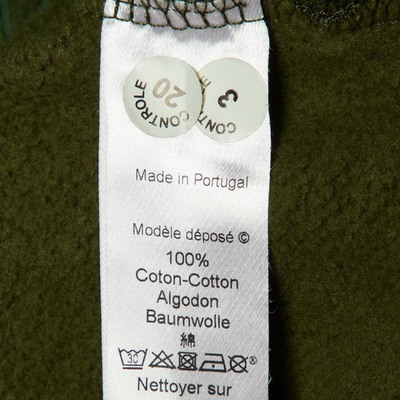 CONTROLE
20
CONTROLE
3
Made in Portugal
Modèle déposé ©
100%
Coton-Cotton
Algodon
Baumwolle
綿
30 ®
Nettoyer sur